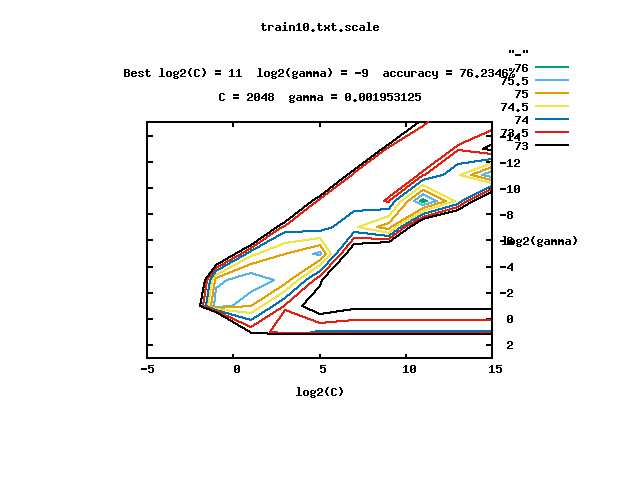 train10.txt.scale
"-"
Best log2(C) = 11 log2(gamma) = -9 accuracy = 76.2346%
76
75.5
C = 2048 gamma = 0.001953125
75
74.5
74
73.5
73
-14
-12
-10
-8
-6
log2(gamma)
-4
-2
0
2
-5 0 5 10 15
log2(C)